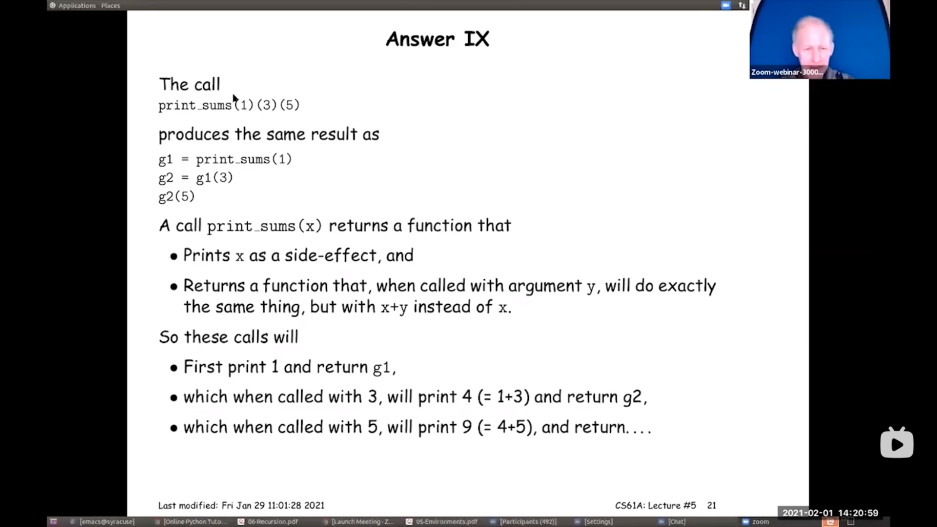 Applications Places
Answer IX
Zoom-webinar-3000...
The call
print_sums(1)(3)(5)
produces the same result as
g1 = print_sums(1)
g2 = g1(3)
g2(5)
A call print_sums(x) returns a function that
• Prints x as a side-effect, and
• Returns a function that, when called with argument y, will do exactly
the same thing, but with x+y instead of x.
So these calls will
• First print 1 and return g1,
• which when called with 3, will print 4 (= 1+3) and return g2,
• which when called with 5, will print 9 (= 4+5), and return....
Last modified: Fri Jan 29 11:01:28 2021
CS61A: Lecture #5 21
2021-02-01 14:20:59
[emacs@syracuse]
[Online Python Tu...
06-Recursion.pdf
[Launch Meeting - Z...
05-Environments.pdf
[Participants (492)]
[Settings]
[Chat]
zoom